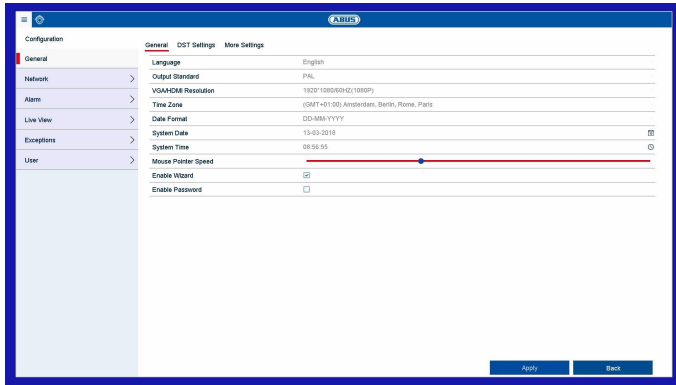 ABUS
Configuration
General
Network
Alarm
Live View
Exceptions
User
General DST Settings More Settings
Language English
Output Standard PAL
VGA/HDMI Resolution 1920*1080/60HZ(1080P)
Time Zone (GMT+01:00) Amsterdam, Berlin, Rome, Paris
Date Format DD-MM-YYYY
System Date 13-03-2018
System Time 08:56:55
Mouse Pointer Speed
Enable Wizard
Enable Password
Apply Back